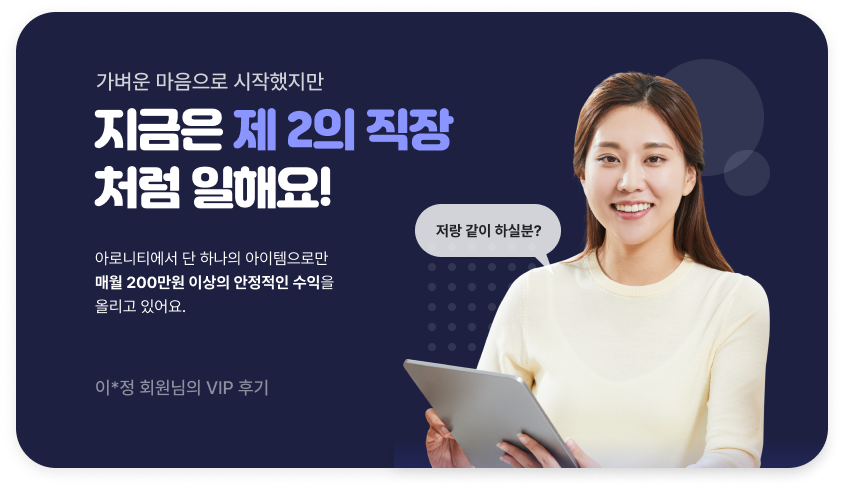 가벼운 마음으로 시작했지만
지금은 제 2의 직장
처럼 일해요!
저랑 같이 하실분?
아로니티에서 단 하나의 아이템으로만
매월 200만원 이상의 안정적인 수익을
올리고 있어요.
이*정 회원님의 VIP 후기